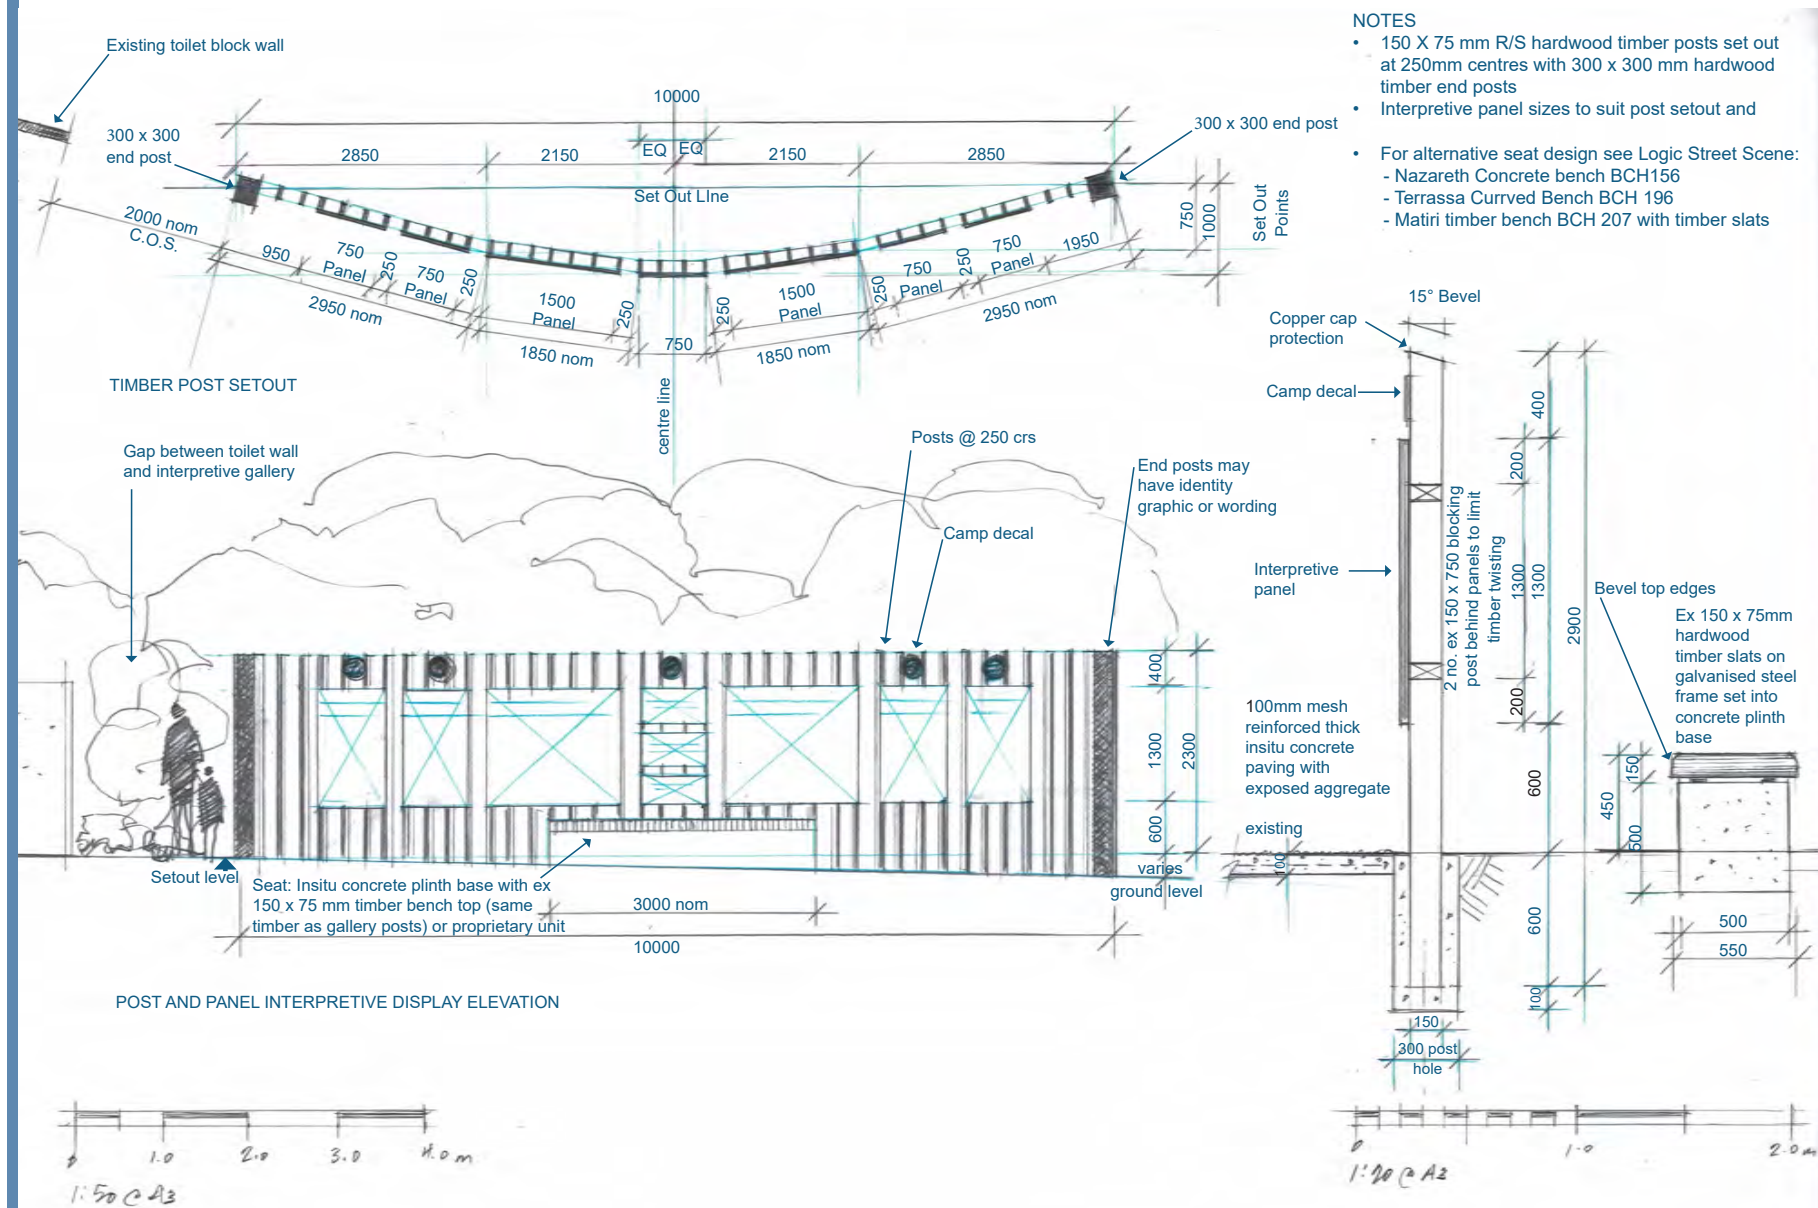 NOTES
• 150 X 75 mm R/S hardwood timber posts set out
at 250mm centres with 300 x 300 mm hardwood
timber end posts
• Interpretive panel sizes to suit post setout and
• For alternative seat design see Logic Street Scene:
- Nazareth Concrete bench BCH156
- Terrassa Currved Bench BCH 196
- Matiri timber bench BCH 207 with timber slats
Existing toilet block wall
300 x 300
end post
10000
2850
2150
EQ
EQ
2150
2850
300 x 300 end post
Set Out LIne
750
1000
Set Out
Points
2000 nom
C.O.S.
950
750
Panel
250
750
Panel
250
2950 nom
1500
Panel
250
1850 nom
750
250
1500
Panel
1850 nom
250
750
Panel
250
750
Panel
1950
2950 nom
centre line
TIMBER POST SETOUT
Gap between toilet wall
and interpretive gallery
Posts @ 250 crs
Camp decal
End posts may
have identity
graphic or wording
400
1300
2300
600
varies
ground level
Setout level
Seat: Insitu concrete plinth base with ex
150 x 75 mm timber bench top (same
timber as gallery posts) or proprietary unit
3000 nom
10000
POST AND PANEL INTERPRETIVE DISPLAY ELEVATION
0
1.0
2.0
3.0
4.0 m
1:50 @ A3
15° Bevel
Copper cap
protection
Camp decal
Interpretive
panel
2 no. ex 150 x 750 blocking
post behind panels to limit
timber twisting
400
200
1300
1300
200
2900
600
600
100
100mm mesh
reinforced thick
insitu concrete
paving with
exposed aggregate
existing
100
150
300 post
hole
Bevel top edges
Ex 150 x 75mm
hardwood
timber slats on
galvanised steel
frame set into
concrete plinth
base
150
450
500
500
550
0
1.0
2.0 m
1:20 @ A3